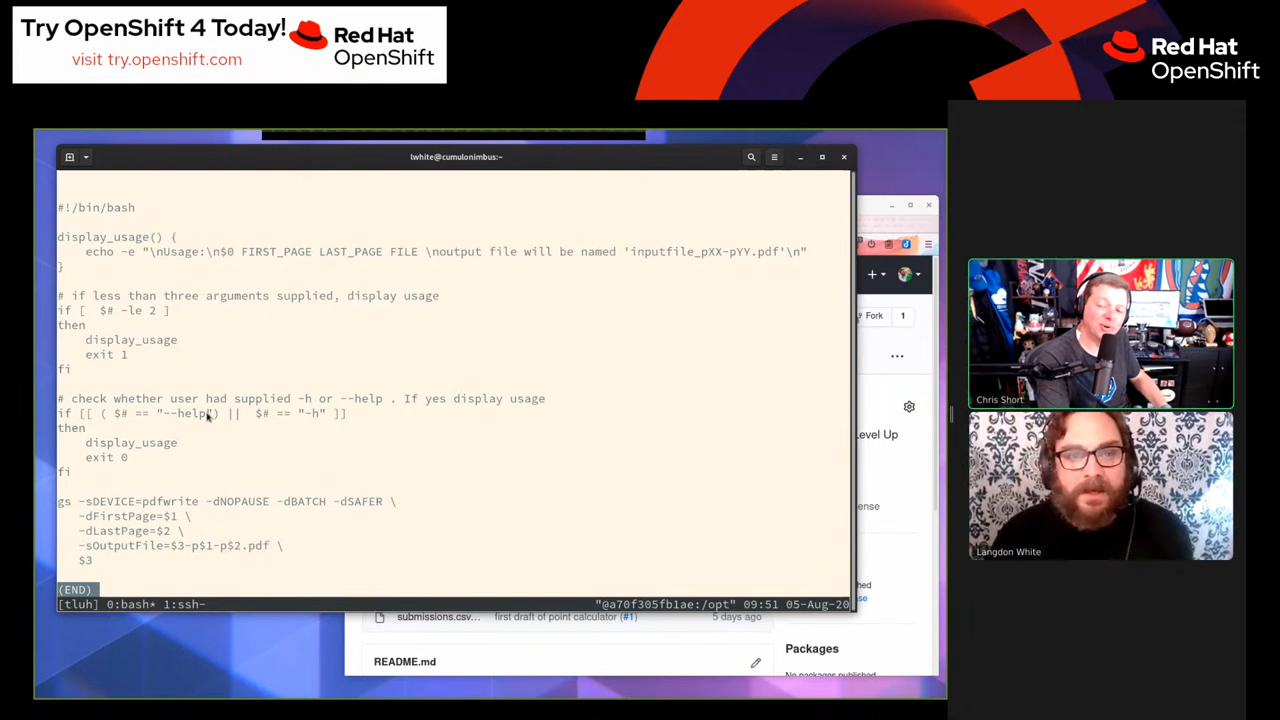 Try OpenShift 4 Today!
visit try.openshift.com
Red Hat
OpenShift
Red Hat
OpenShift
lwhite@cumulonimbus:~
#!/bin/bash
display_usage() {
    echo -e "\nUsage:\n$0 FIRST_PAGE LAST_PAGE FILE \noutput file will be named 'inputfile_pXX-pYY.pdf'\n"
}
# if less than three arguments supplied, display usage
if [  $# -le 2 ]
then
    display_usage
    exit 1
fi
# check whether user had supplied -h or --help . If yes display usage
if [[ ( $# == "--help") ||  $# == "-h" ]]
then
    display_usage
    exit 0
fi
gs -sDEVICE=pdfwrite -dNOPAUSE -dBATCH -dSAFER \
   -dFirstPage=$1 \
   -dLastPage=$2 \
   -sOutputFile=$3-p$1-p$2.pdf \
   $3
(END)
[tluh] 0:bash* 1:ssh-
"@a70f305fb1ae:/opt" 09:51 05-Aug-20
Fork
1
Level Up
submissions.csv...
first draft of point calculator (#1)
5 days ago
README.md
Packages
No packages published
Chris Short
Langdon White